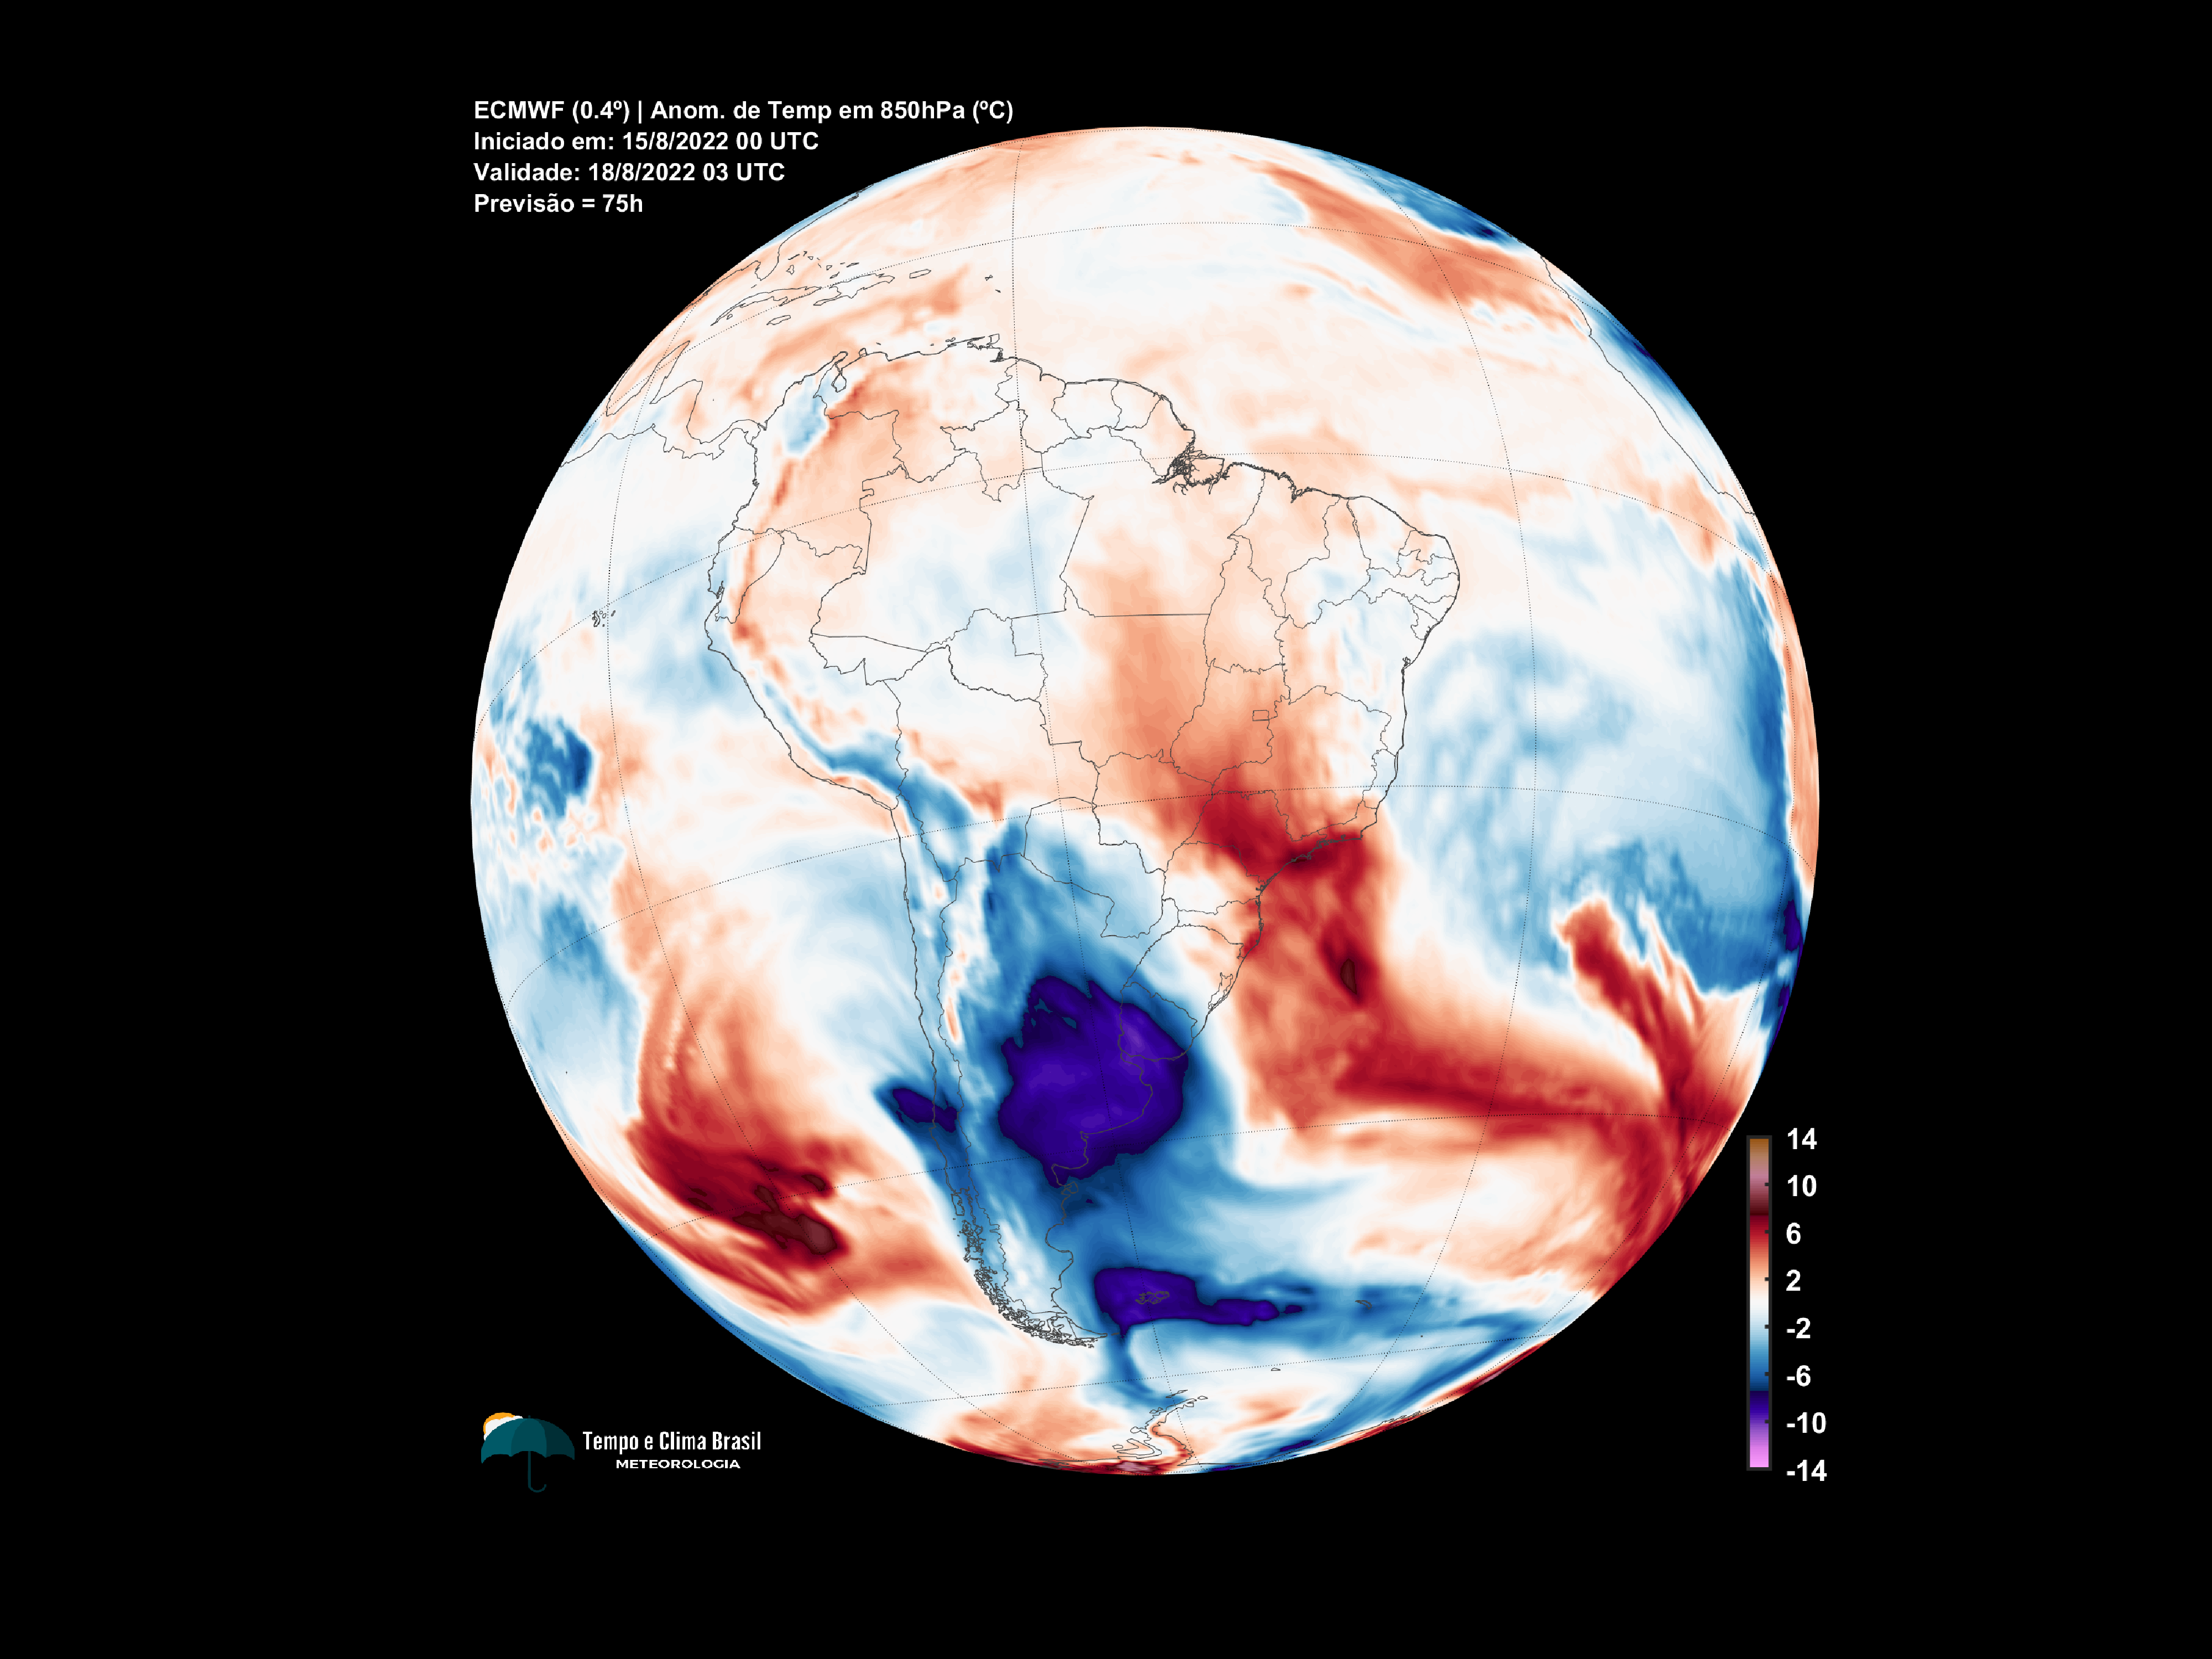 ECMWF (0.4º) | Anom. de Temp em 850hPa (ºC)
Iniciado em: 15/8/2022 00 UTC
Validade: 18/8/2022 03 UTC
Previsão = 75h
14
10
6
2
-2
-6
-10
-14
Tempo e Clima Brasil
METEOROLOGIA